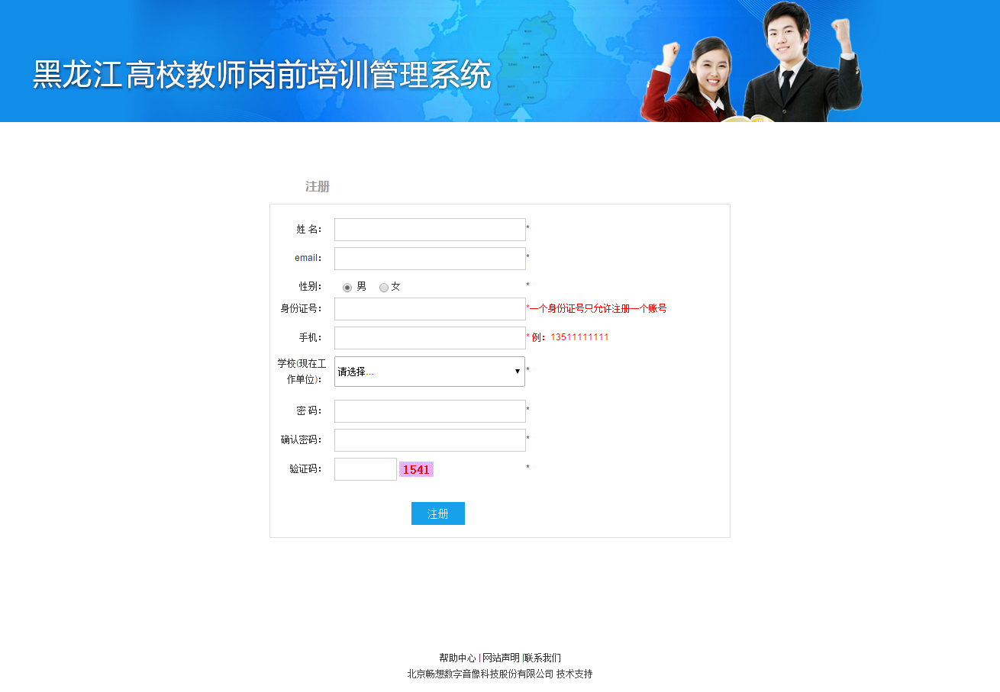 黑龙江高校教师岗前培训管理系统
注册
姓 名： *
email： *
性别： 男 女 *
身份证号： *一个身份证号只允许注册一个账号
手机： * 例：13511111111
学校(现在工
作单位)： 请选择... ▼ *
密 码： *
确认密码： *
验证码： 1541 *
注册
帮助中心 | 网站声明 |联系我们
北京畅想数字音像科技股份有限公司 技术支持